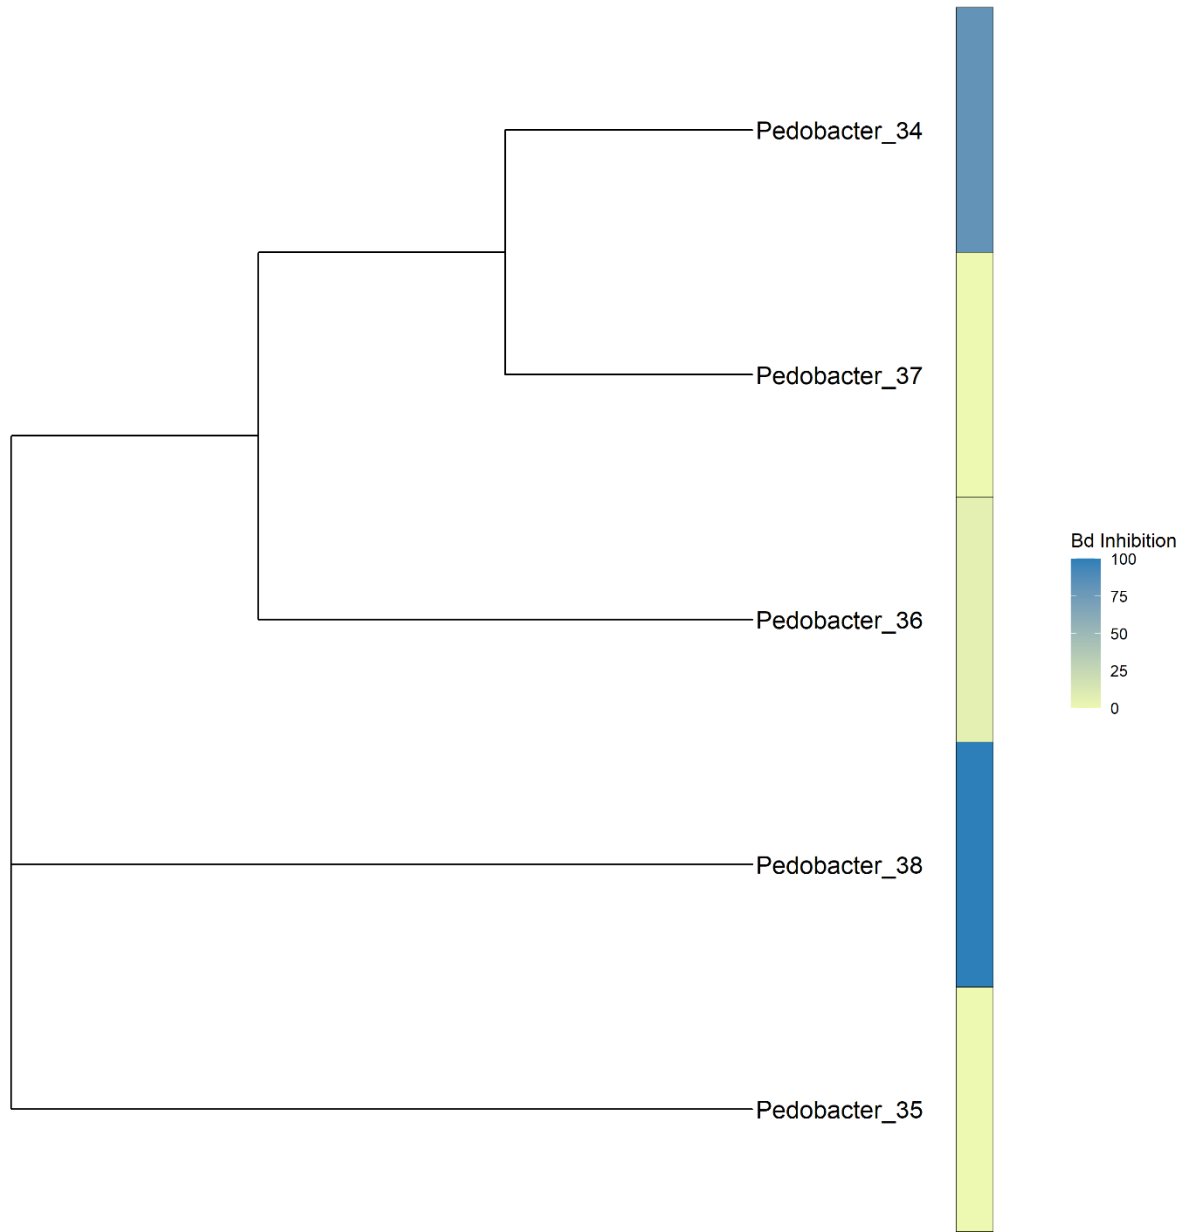 Pedobacter_34
Pedobacter_37
Pedobacter_36
Pedobacter_38
Pedobacter_35
Bd Inhibition
100
75
50
25
0